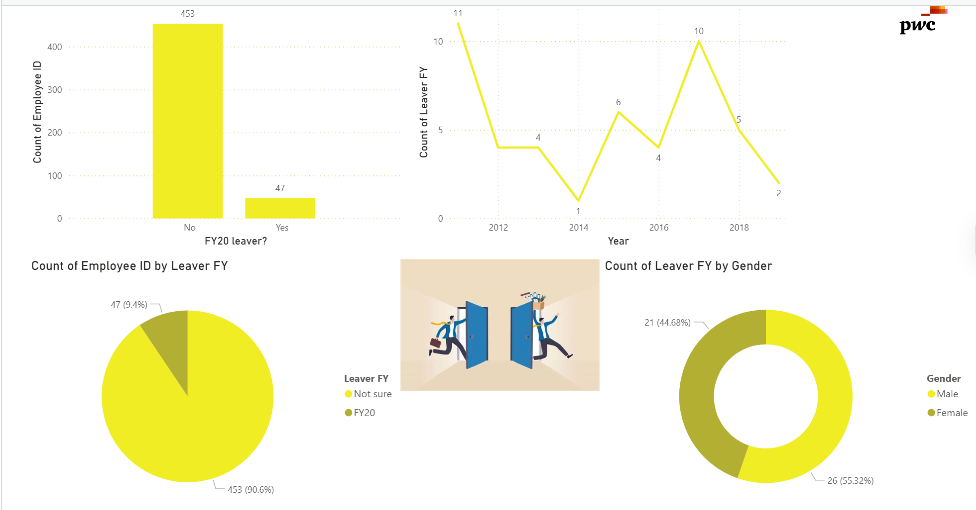 pwc
453
400
300
200
100
0
47
No
Yes
Count of Employee ID
FY20 leaver?
11
10
5
0
4
1
6
4
10
5
2
2012
2014
2016
2018
Count of Leaver FY
Year
Count of Employee ID by Leaver FY
47 (9.4%)
453 (90.6%)
Leaver FY
Not sure
FY20
Count of Leaver FY by Gender
21 (44.68%)
26 (55.32%)
Gender
Male
Female